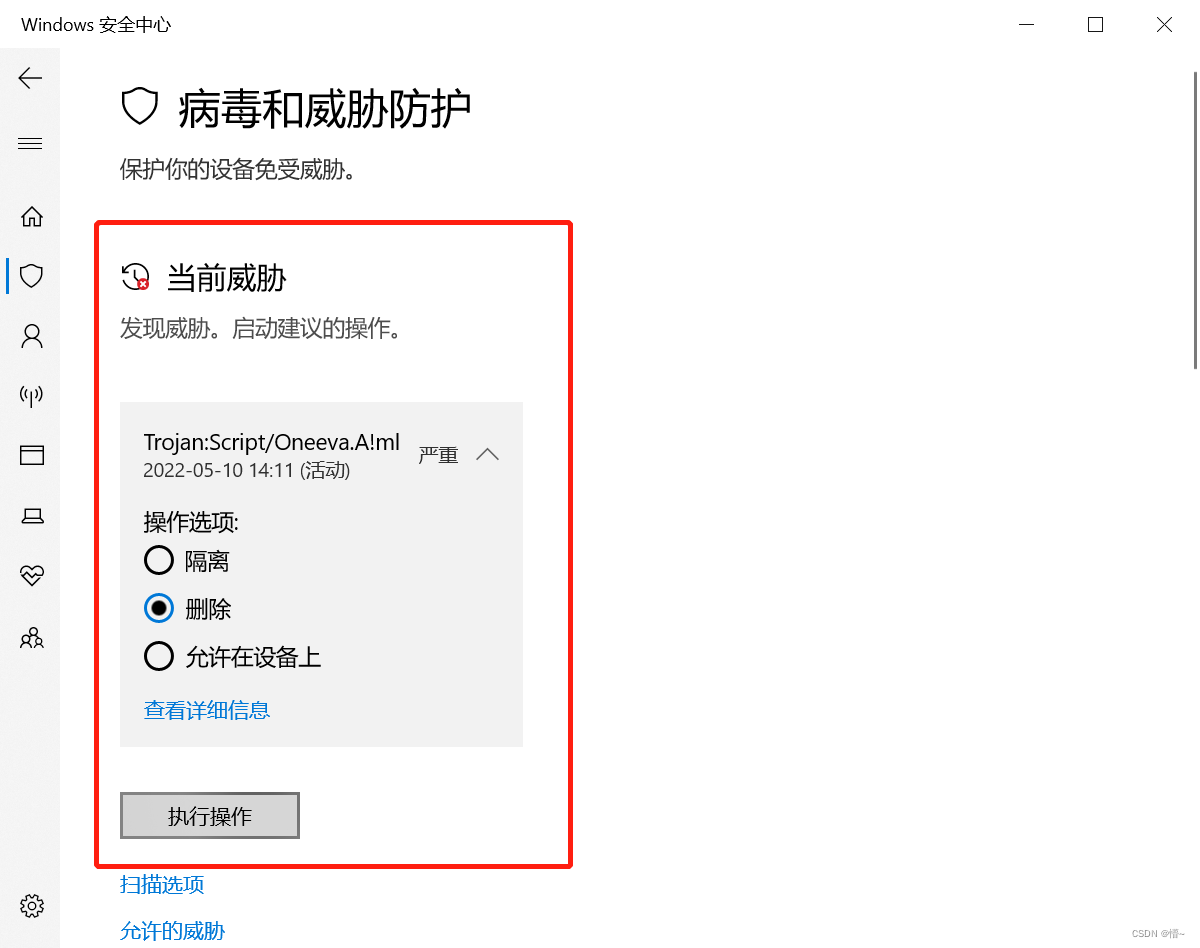 Windows 安全中心
病毒和威胁防护
保护你的设备免受威胁。
当前威胁
发现威胁。启动建议的操作。
Trojan:Script/Oneeva.A!ml
严重
2022-05-10 14:11 (活动)
操作选项:
隔离
删除
允许在设备上
查看详细信息
执行操作
扫描选项
允许的威胁
CSDN @懵~